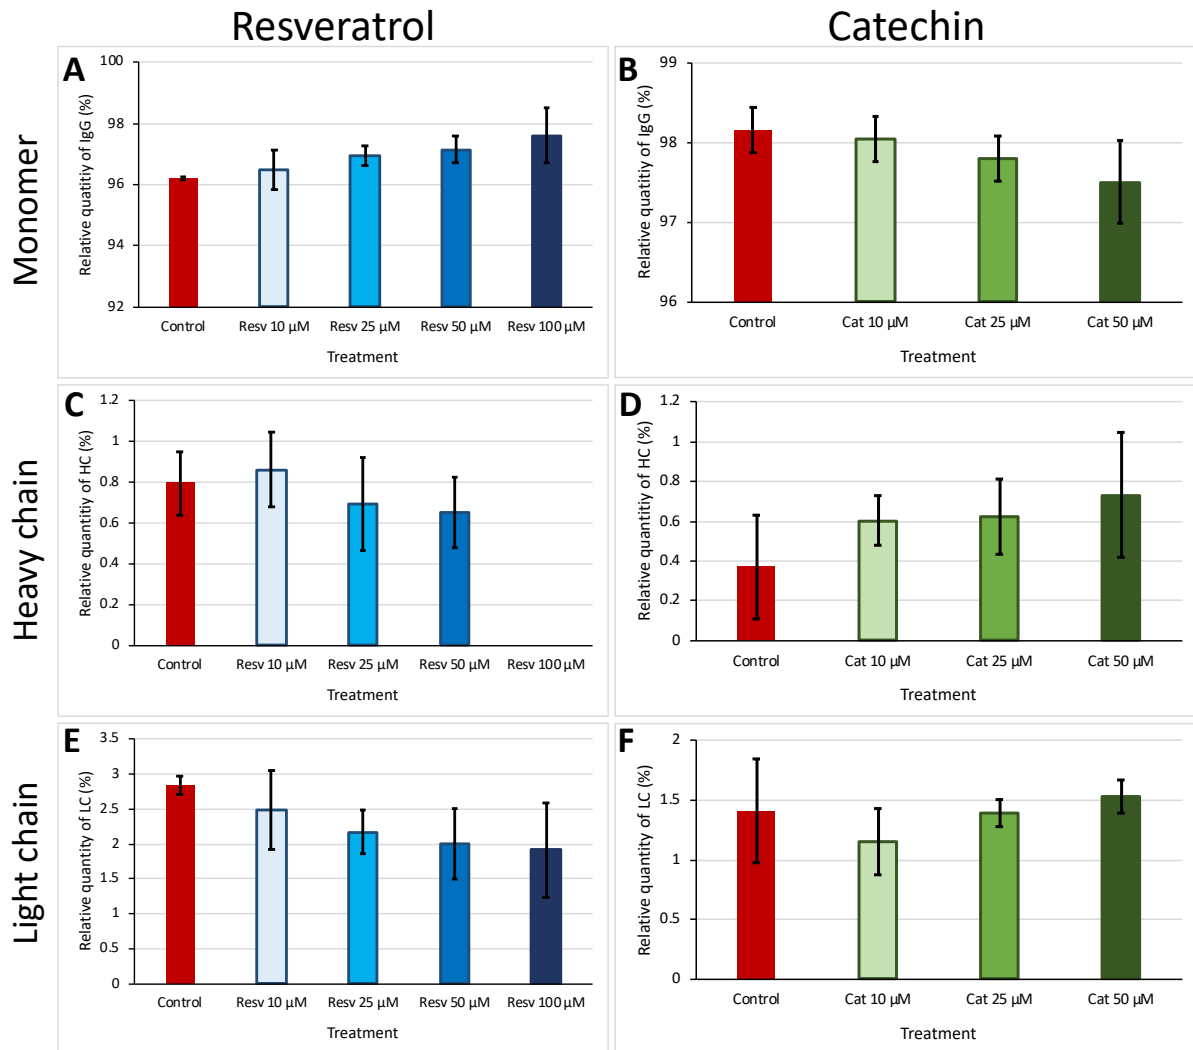 Resveratrol
Catechin
Monomer
A
Relative quatitiy of IgG (%)
100
98
96
94
92
Control Resv 10 µM Resv 25 µM Resv 50 µM Resv 100 µM
Treatment
B
Relative quatitiy of IgG (%)
99
98
97
96
Control Cat 10 µM Cat 25 µM Cat 50 µM
Treatment
Heavy chain
C
Relative quantitiy of HC (%)
1.2
1
0.8
0.6
0.4
0.2
0
Control Resv 10 µM Resv 25 µM Resv 50 µM Resv 100 µM
Treatment
D
Relative quantitiy of HC (%)
1.2
1
0.8
0.6
0.4
0.2
0
Control Cat 10 µM Cat 25 µM Cat 50 µM
Treatment
Light chain
E
Relative quantity of LC (%)
3.5
3
2.5
2
1.5
1
0.5
0
Control Resv 10 µM Resv 25 µM Resv 50 µM Resv 100 µM
Treatment
F
Relative quantity of LC (%)
2
1.5
1
0.5
0
Control Cat 10 µM Cat 25 µM Cat 50 µM
Treatment